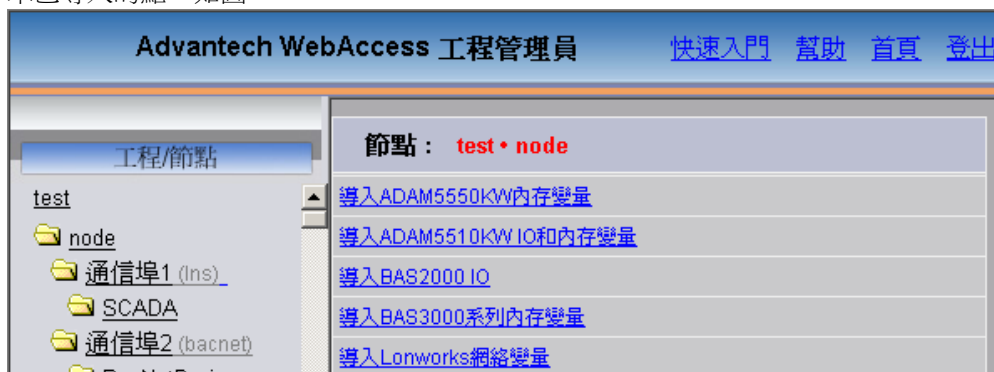 Advantech WebAccess 工程管理員
快速入門 幫助 首頁 登出
工程/節點
test
node
通信埠1 (lns)
SCADA
通信埠2 (bacnet)
節點： test • node
導入ADAM5550KW內存變量
導入ADAM5510KW IO和內存變量
導入BAS2000 IO
導入BAS3000系列內存變量
導入Lonworks網絡變量